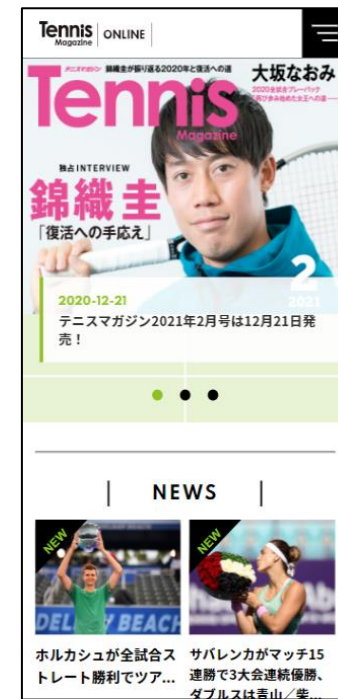 Tennis
Magazine
ONLINE
テニスマガジン 錦織圭が振り返る2020年と復活への道
大坂なおみ
2020全試合プレーバック
Tennis
Magazine
独占INTERVIEW
錦織圭
「復活への手応え」
2
2021
2020-12-21
テニスマガジン2021年2月号は12月21日発
売！
NEWS
NEW
NEW
DELRAY BEACH
ホルカシュが全試合ス
トレート勝利でツア...
サバレンカがマッチ15
連勝で3大会連続優勝、
ダブルスは青山／柴...